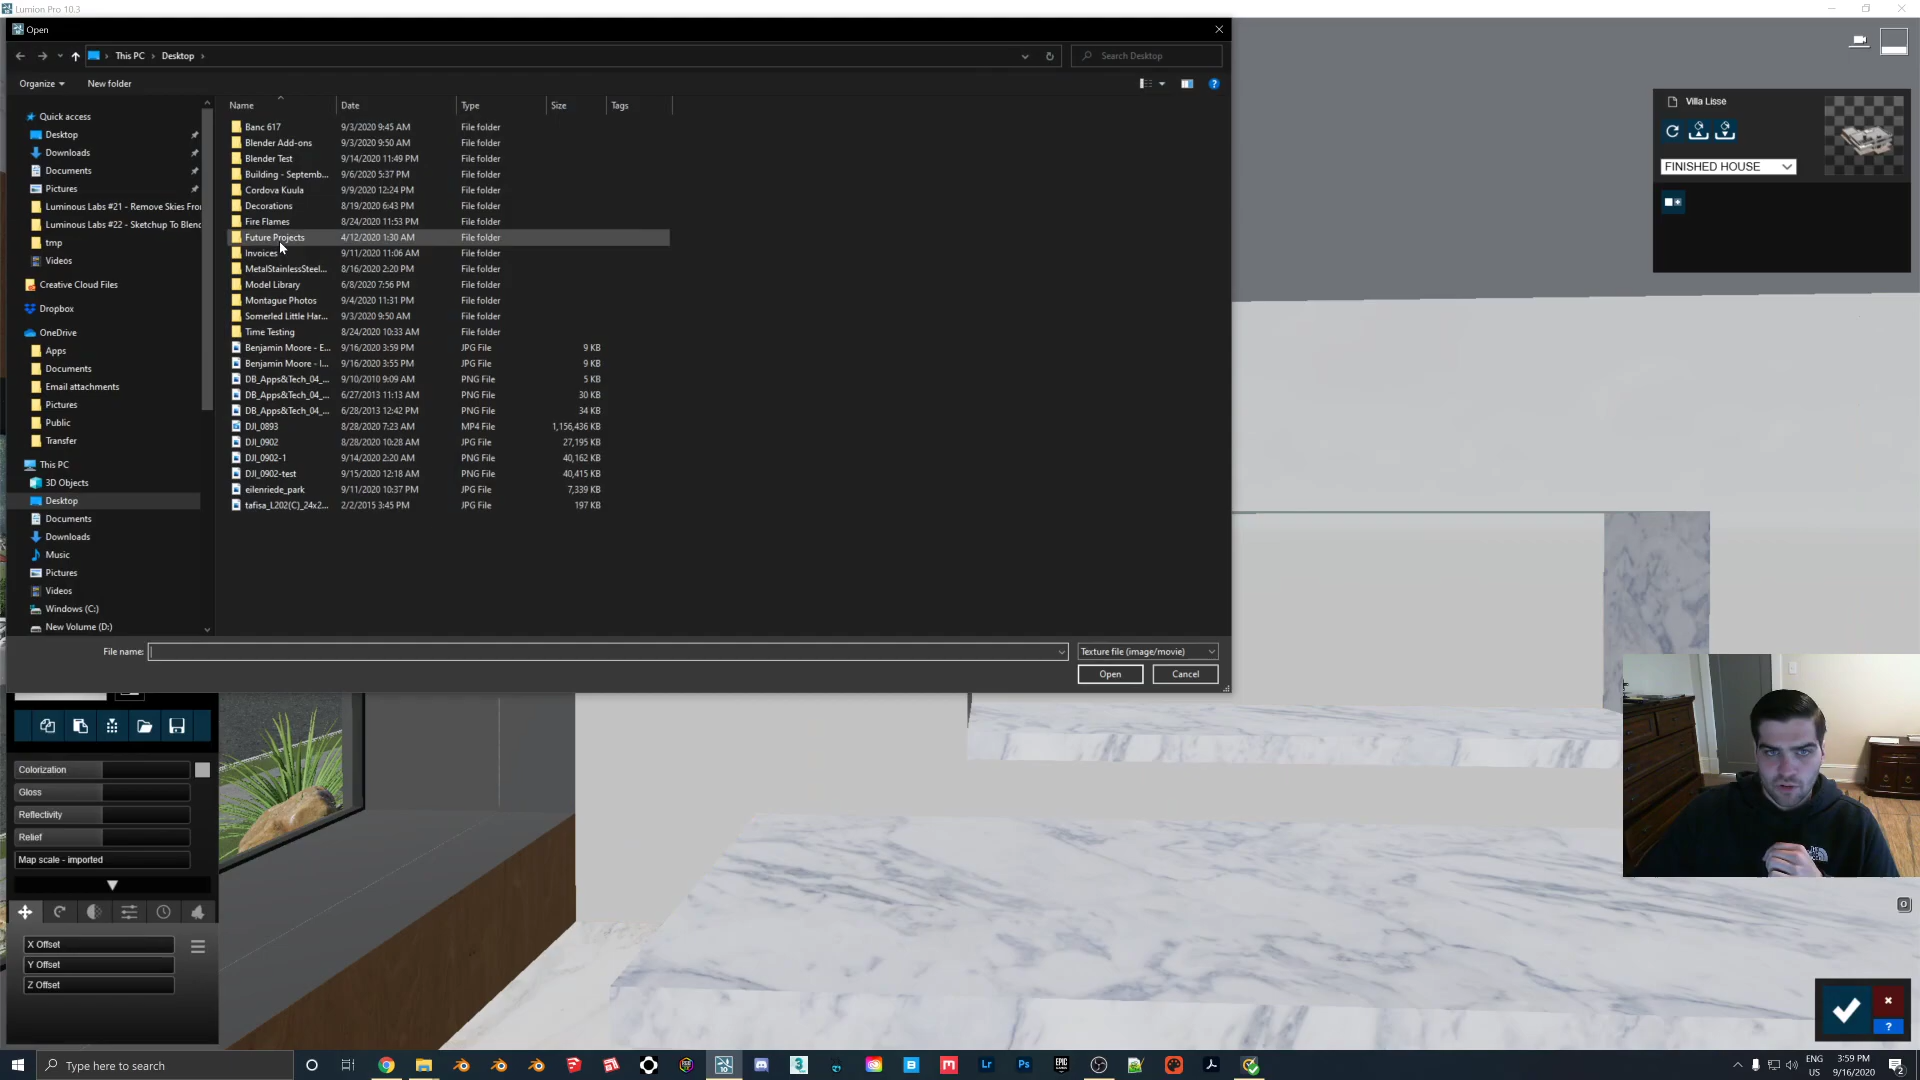 Lumion Pro 10.3
Open
This PC
Desktop
Search Desktop
Organize
New folder
Name
Date
Type
Size
Tags
Quick access
Desktop
Downloads
Documents
Pictures
Luminous Labs #21 - Remove Skies Fro
Luminous Labs #22 - Sketchup To Blenc
tmp
Videos
Creative Cloud Files
Dropbox
OneDrive
Apps
Documents
Email attachments
Pictures
Public
Transfer
This PC
3D Objects
Desktop
Documents
Downloads
Music
Pictures
Videos
Windows (C:)
New Volume (D:)
Banc 617 9/3/2020 9:45 AM File folder
Blender Add-ons 9/3/2020 9:50 AM File folder
Blender Test 9/14/2020 11:49 PM File folder
Building - Septemb... 9/6/2020 5:37 PM File folder
Cordova Kuula 9/9/2020 12:24 PM File folder
Decorations 8/19/2020 6:43 PM File folder
Fire Flames 8/24/2020 11:53 PM File folder
Future Projects 4/12/2020 1:30 AM File folder
Invoices 9/11/2020 11:06 AM File folder
MetalStainlessSteel... 8/16/2020 2:20 PM File folder
Model Library 6/8/2020 7:56 PM File folder
Montague Photos 9/4/2020 11:31 PM File folder
Somerled Little Har... 9/3/2020 9:50 AM File folder
Time Testing 8/24/2020 10:33 AM File folder
Benjamin Moore - E... 9/16/2020 3:59 PM JPG File 9 KB
Benjamin Moore - I... 9/16/2020 3:55 PM JPG File 9 KB
DB_Apps&Tech_04_... 9/10/2010 9:09 AM PNG File 5 KB
DB_Apps&Tech_04_... 6/27/2013 11:13 AM PNG File 30 KB
DB_Apps&Tech_04_... 6/28/2013 12:42 PM PNG File 34 KB
DJI_0893 8/28/2020 7:23 AM MP4 File 1,156,436 KB
DJI_0902 8/28/2020 10:28 AM JPG File 27,195 KB
DJI_0902-1 9/14/2020 2:20 AM PNG File 40,162 KB
DJI_0902-test 9/15/2020 12:18 AM PNG File 40,415 KB
eilenriede_park 9/11/2020 10:37 PM JPG File 7,339 KB
tafisa_L202(C)_24x2... 2/2/2015 3:45 PM JPG File 197 KB
File name:
Texture file (image/movie)
Open
Cancel
Villa Lisse
FINISHED HOUSE
Colorization
Gloss
Reflectivity
Relief
Map scale - imported
X Offset
Y Offset
Z Offset
?
Type here to search
10
Lr
Ps
EPIC
ENG
US
3:59 PM
9/16/2020
2